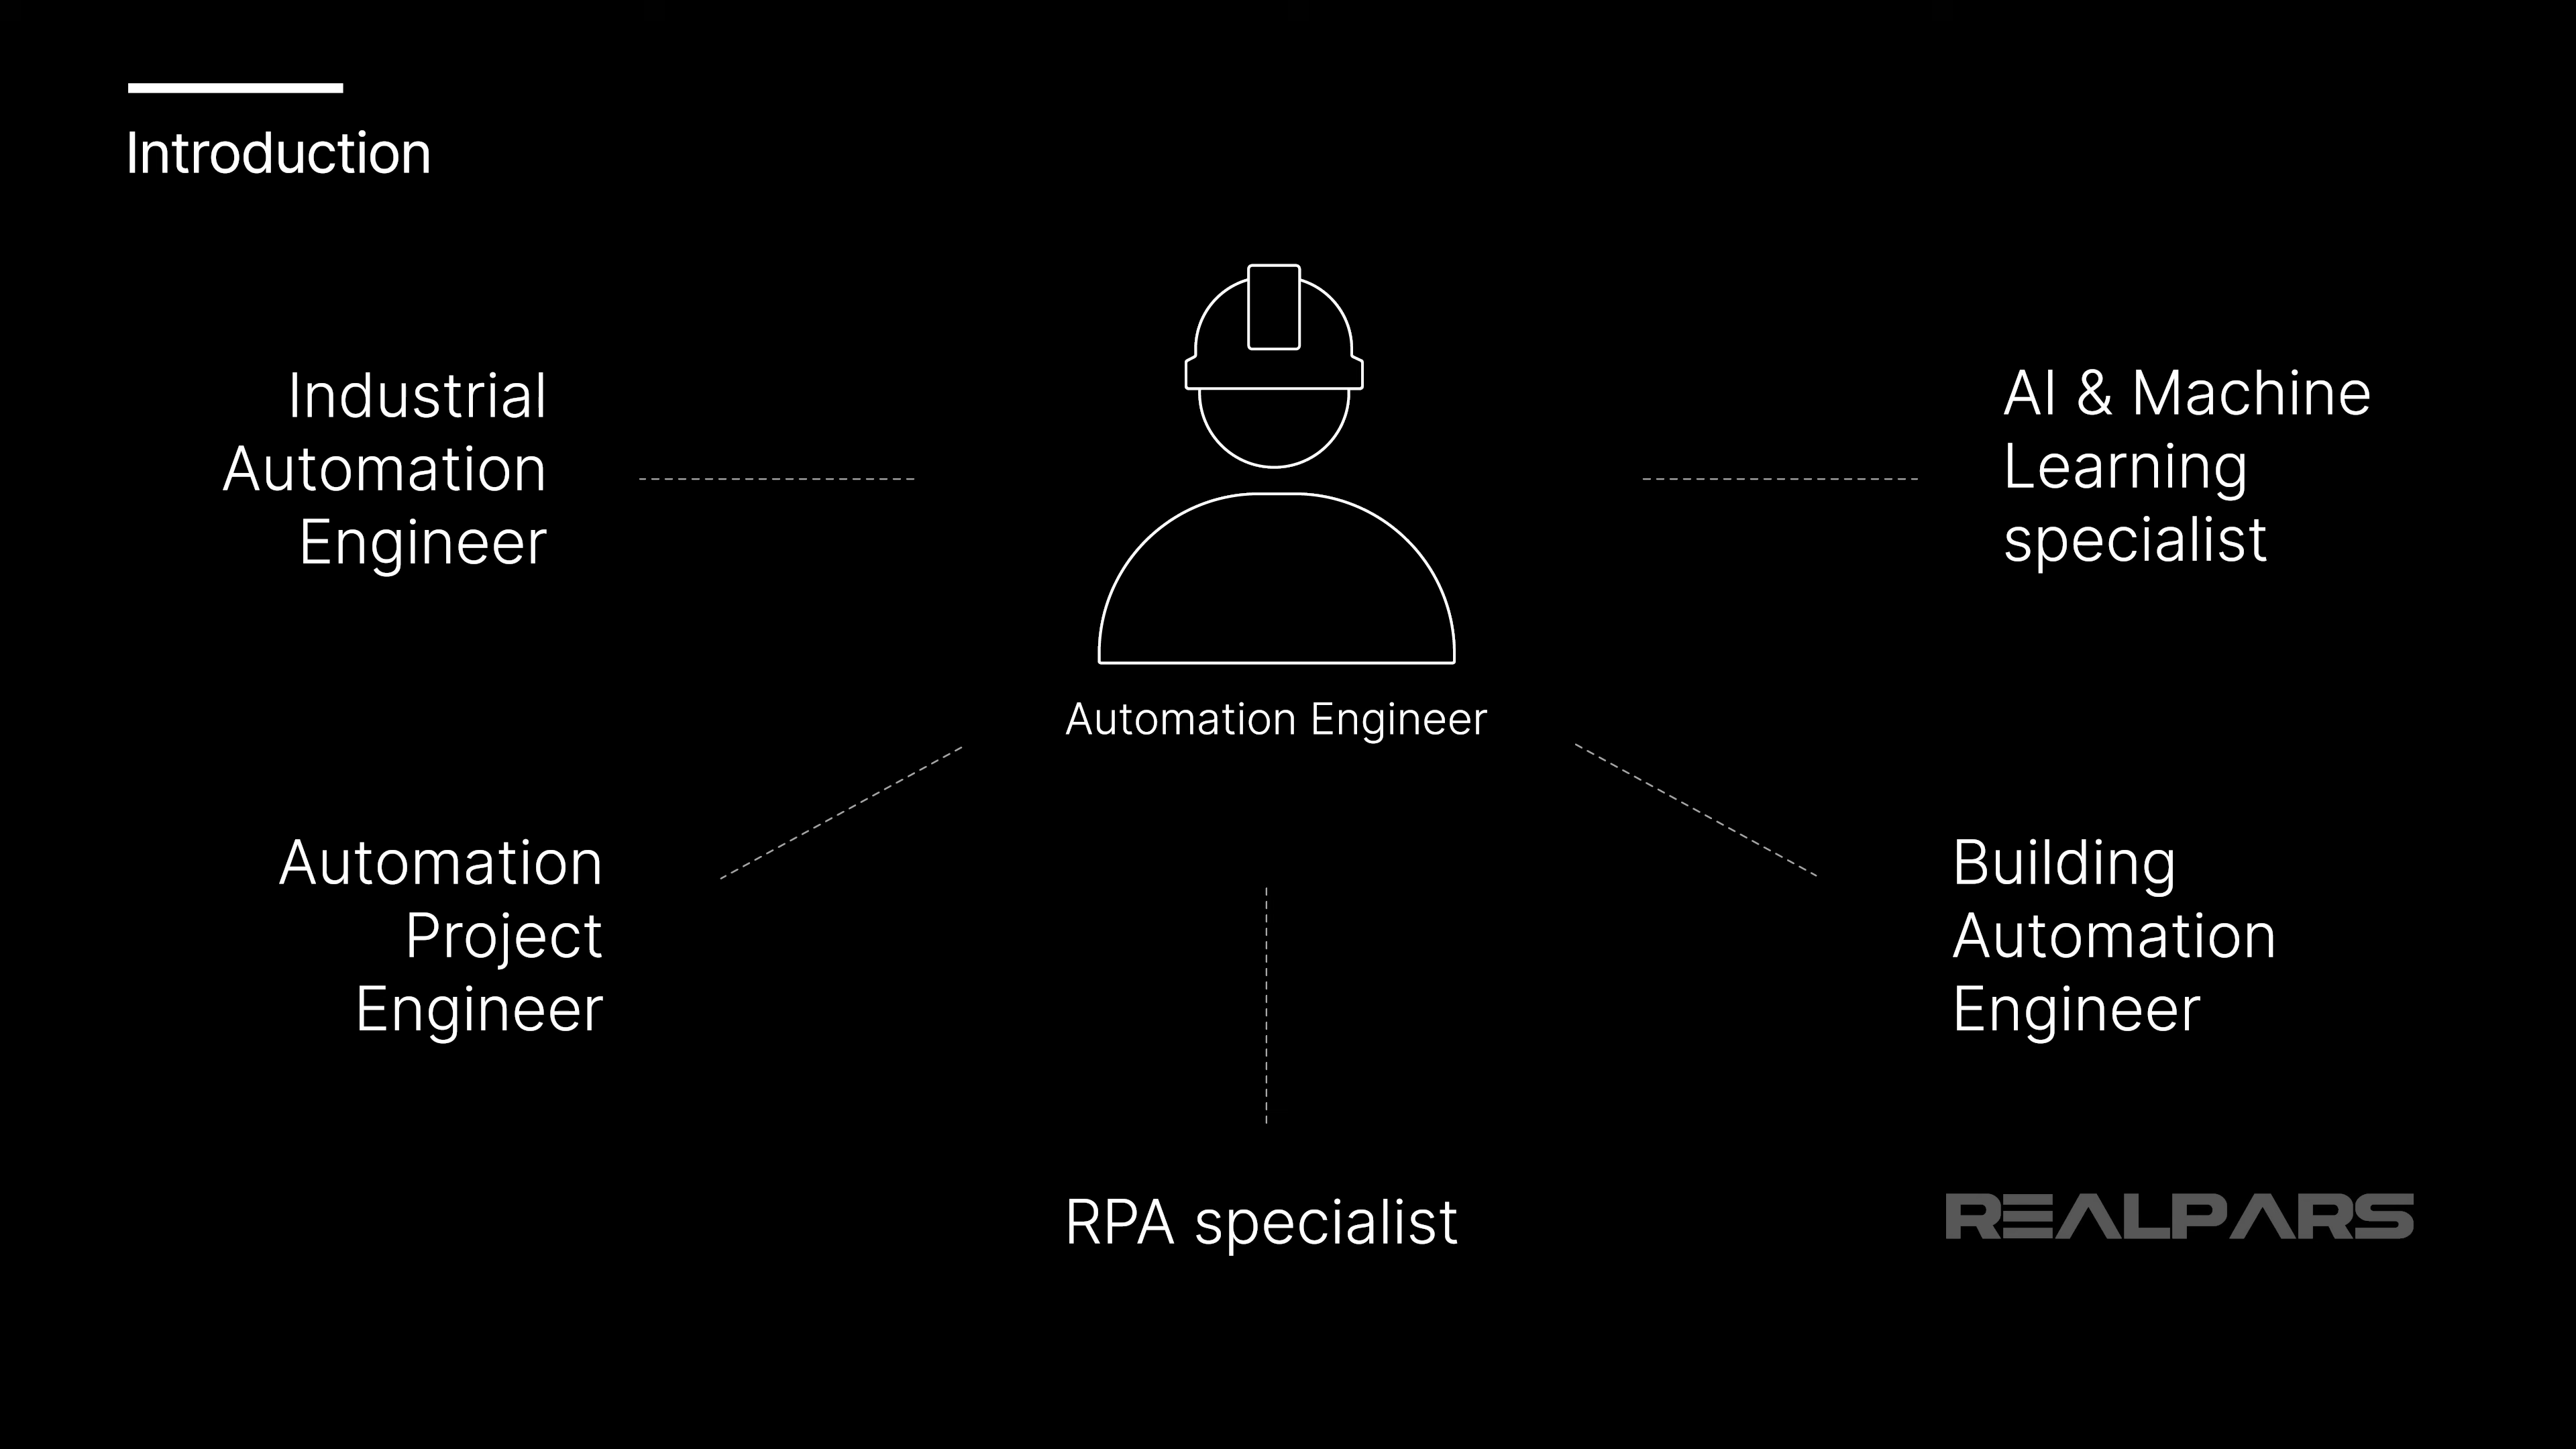 Introduction
Industrial
Automation
Engineer
AI & Machine
Learning
specialist
Automation Engineer
Automation
Project
Engineer
Building
Automation
Engineer
RPA specialist
REALPARS